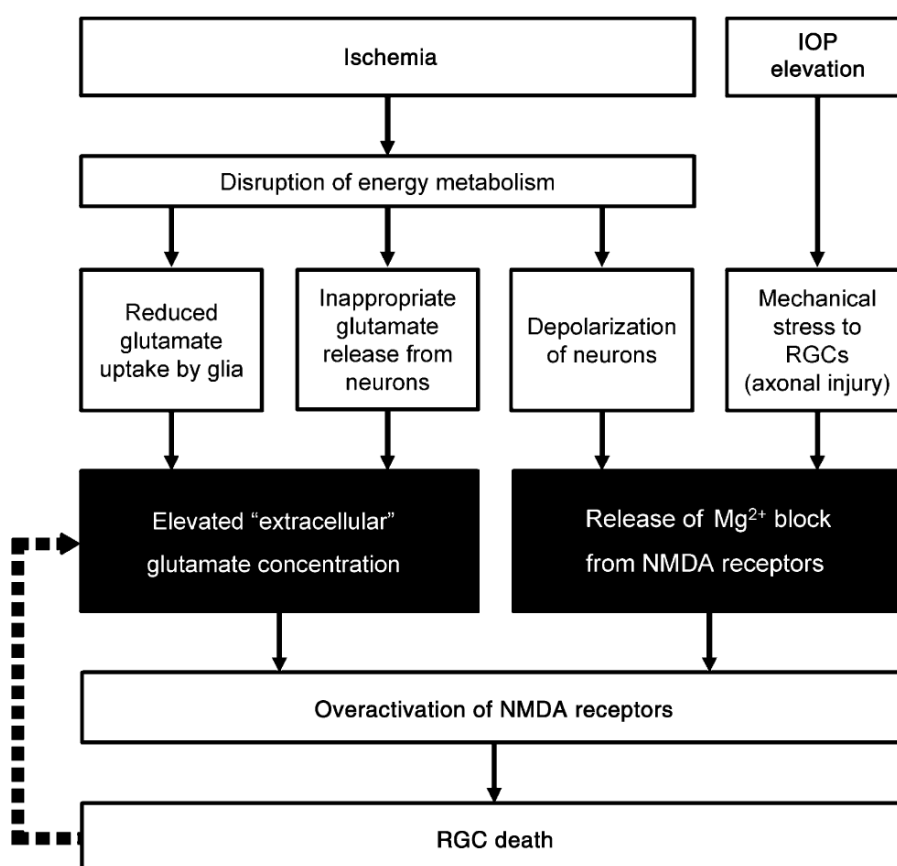 Ischemia
IOP
elevation
Disruption of energy metabolism
Reduced
glutamate
uptake by glia
Inappropriate
glutamate
release from
neurons
Depolarization
of neurons
Mechanical
stress to
RGCs
(axonal injury)
Elevated “extracellular”
glutamate concentration
Release of Mg²⁺ block
from NMDA receptors
Overactivation of NMDA receptors
RGC death